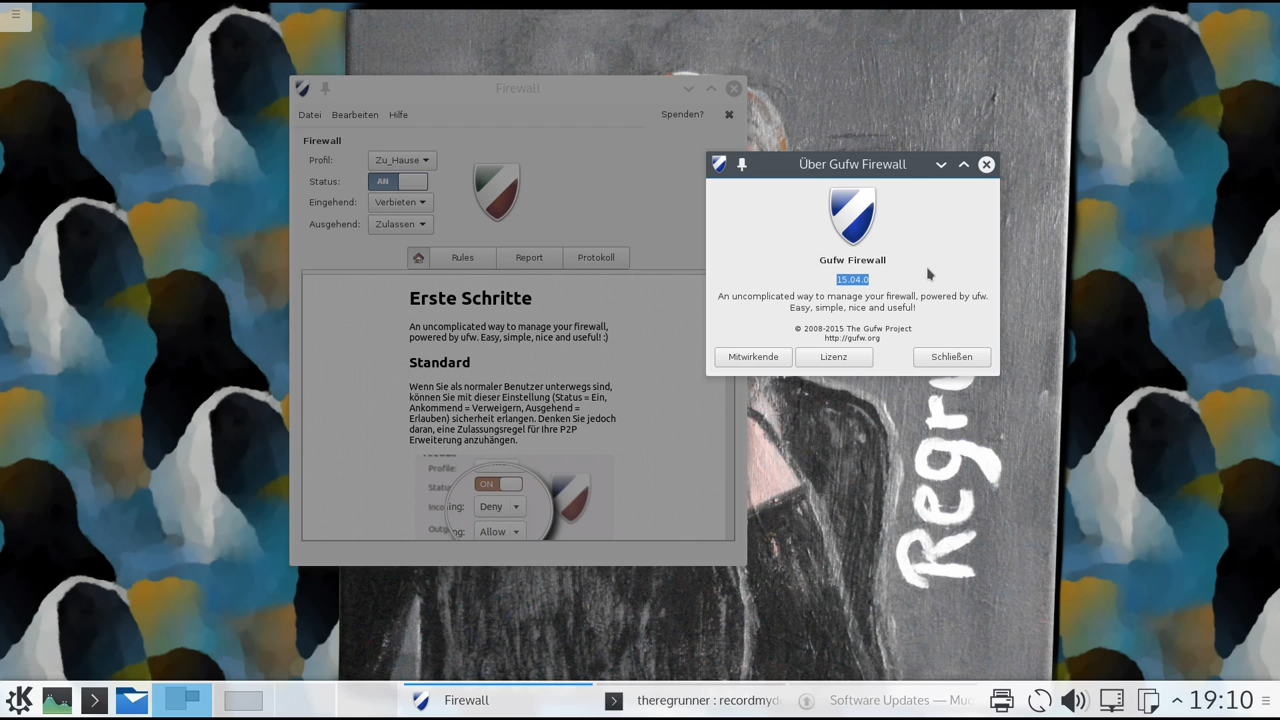 Firewall
Datei Bearbeiten Hilfe Spenden?
Firewall
Profil: Zu_Hause
Status: AN
Eingehend: Verbieten
Ausgehend: Zulassen
Rules Report Protokoll
Erste Schritte
An uncomplicated way to manage your firewall,
powered by ufw. Easy, simple, nice and useful! :)
Standard
Wenn Sie als normaler Benutzer unterwegs sind,
können Sie mit dieser Einstellung (Status = Ein,
Ankommend = Verweigern, Ausgehend =
Erlauben) sicherheit erlangen. Denken Sie jedoch
daran, eine Zulassungsregel für Ihre P2P
Erweiterung anzuhängen.
Profile:
ON
Deny
Allow
Über Gufw Firewall
Gufw Firewall
15.04.0
An uncomplicated way to manage your firewall, powered by ufw.
Easy, simple, nice and useful!
© 2008-2015 The Gufw Project
http://gufw.org
Mitwirkende Lizenz Schließen
Regru
Firewall theregrunner : recordmyd Software Updates — Mu 19:10